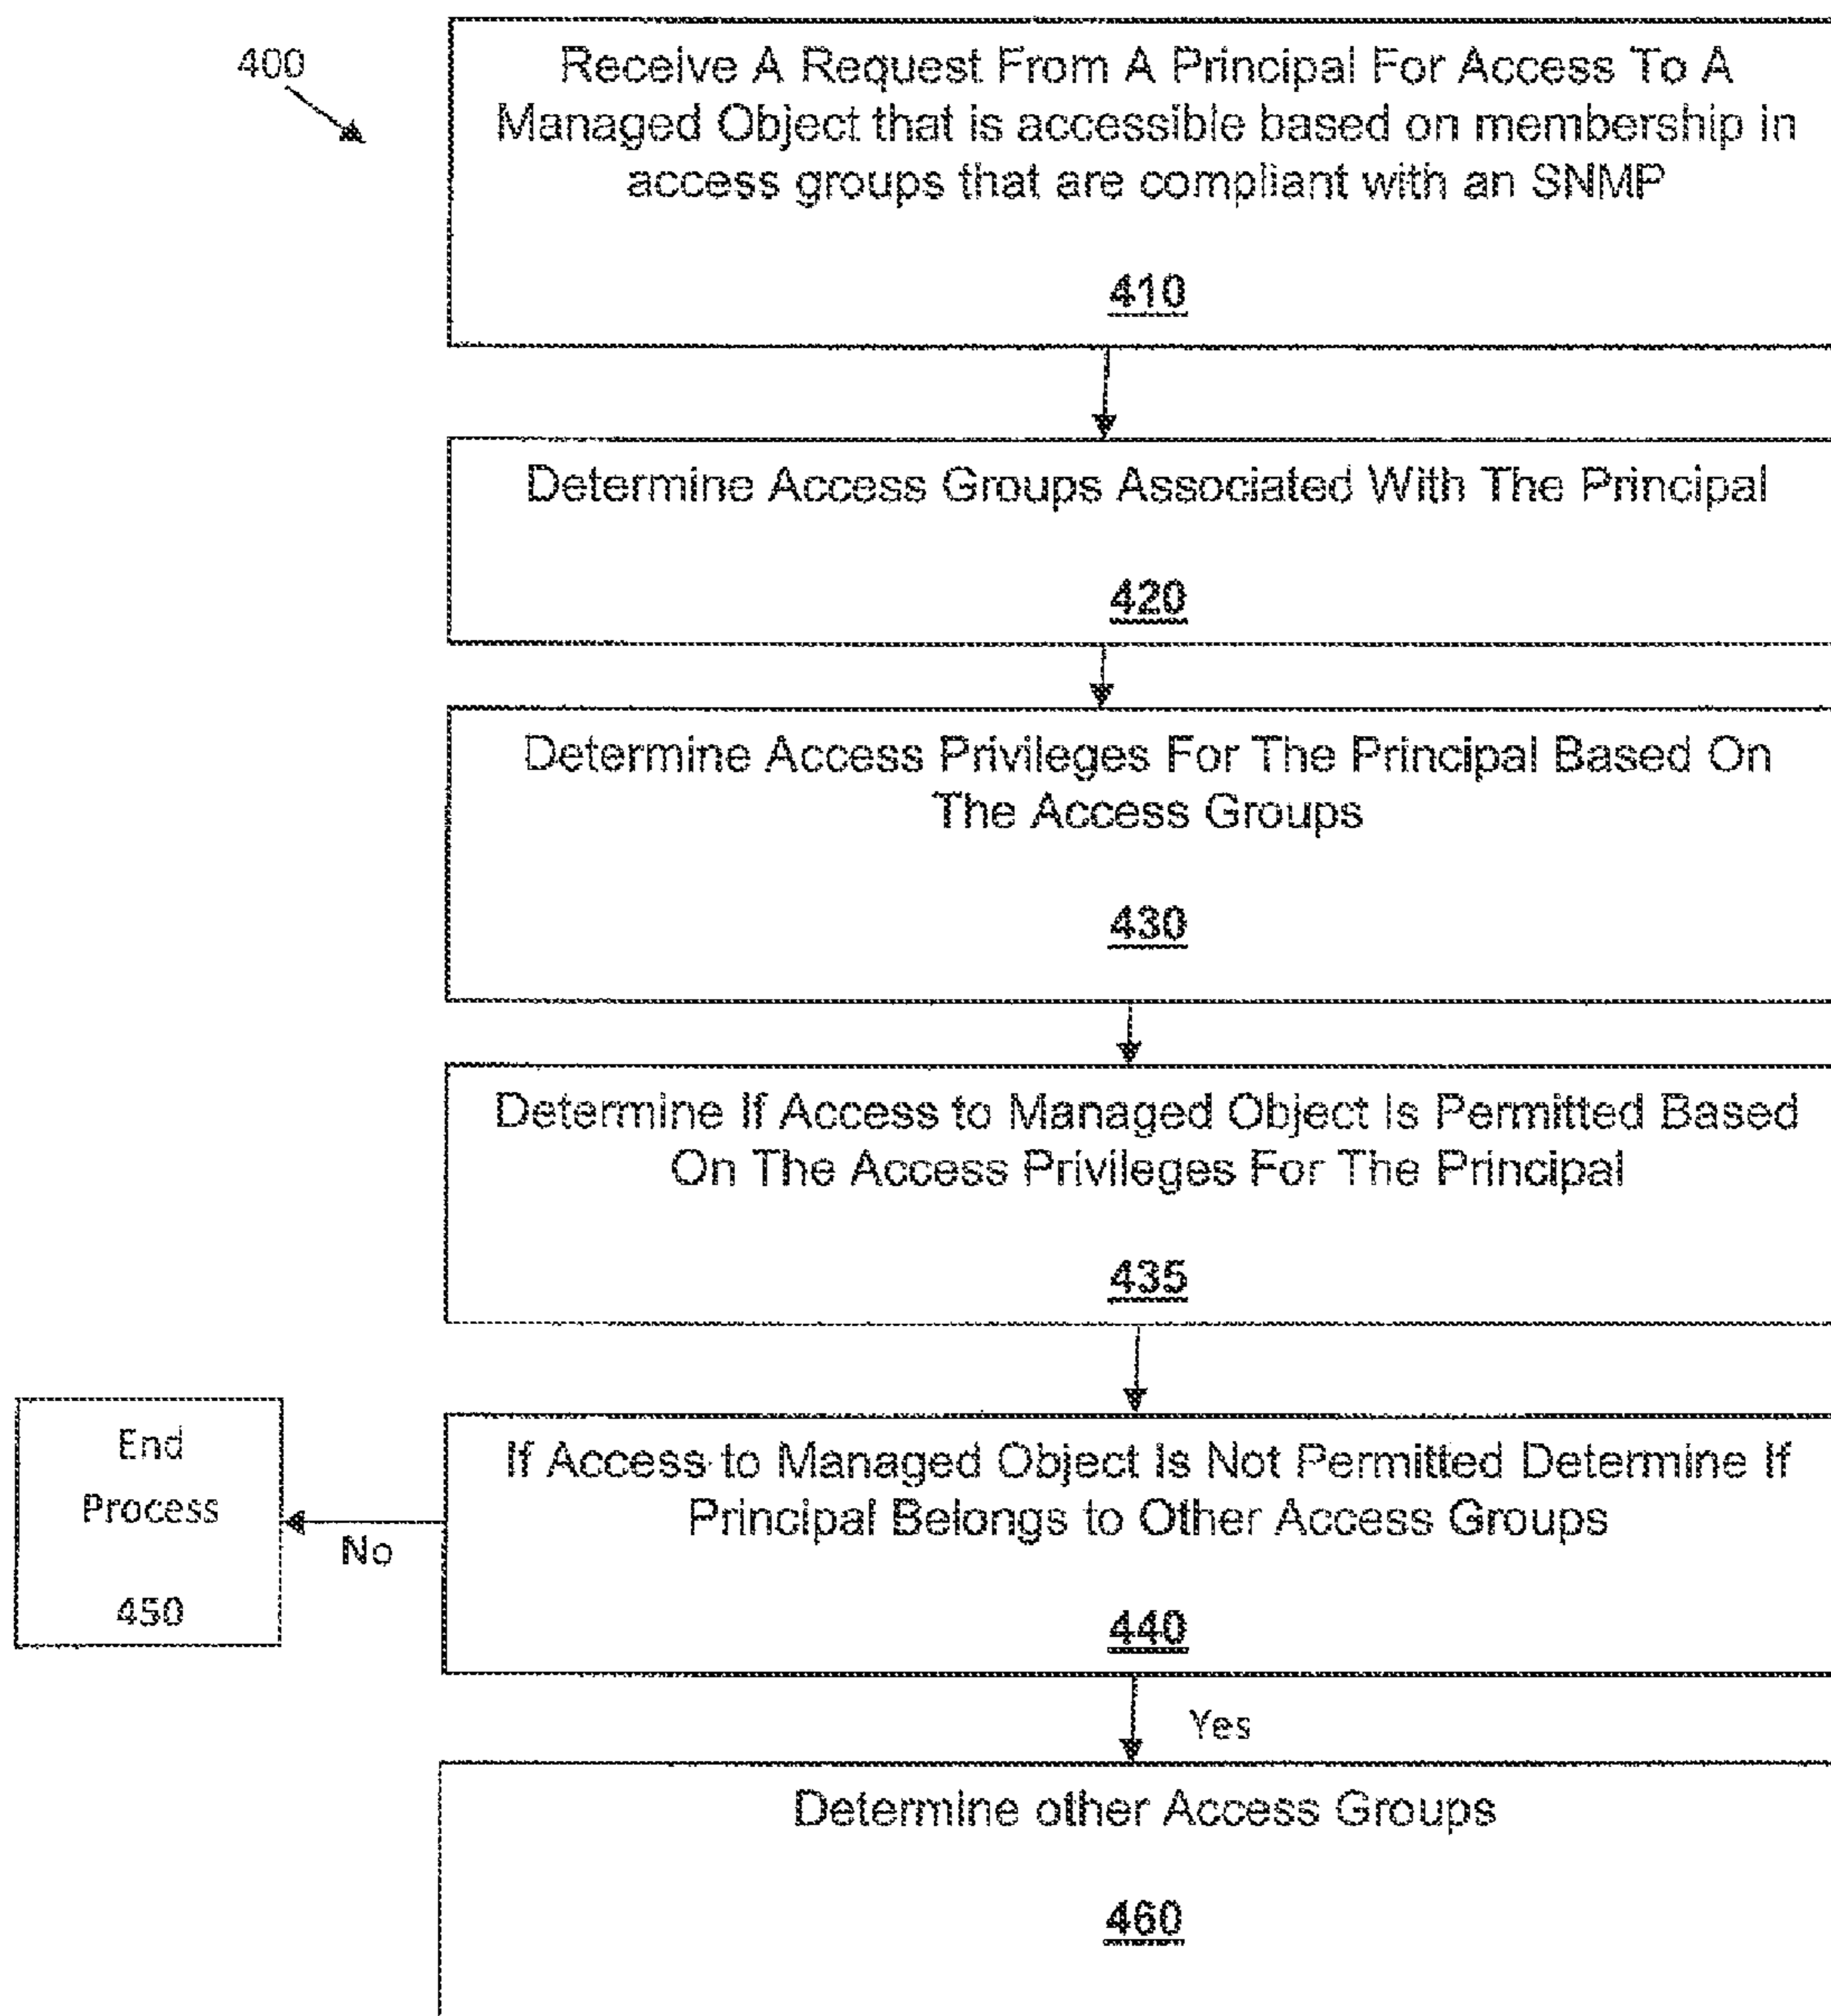 400
Receive A Request From A Principal For Access To A
Managed Object that is accessible based on membership in
access groups that are compliant with an SNMP
410
Determine Access Groups Associated With The Principal
420
Determine Access Privileges For The Principal Based On
The Access Groups
430
Determine If Access to Managed Object Is Permitted Based
On The Access Privileges For The Principal
435
If Access to Managed Object Is Not Permitted Determine If
Principal Belongs to Other Access Groups
440
No
End
Process
450
Yes
Determine other Access Groups
460